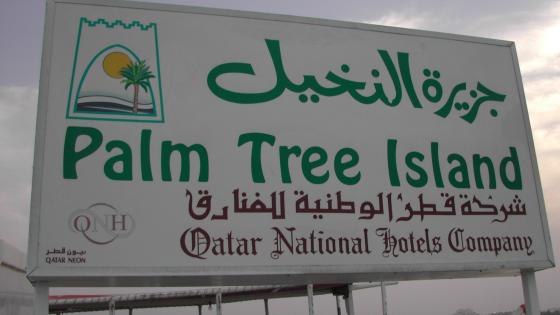 جزيرة النخيل
Palm Tree Island
شركة قطر الوطنية للفنادق
Qatar National Hotels Company
QNH
نيون قطر
QATAR NEON